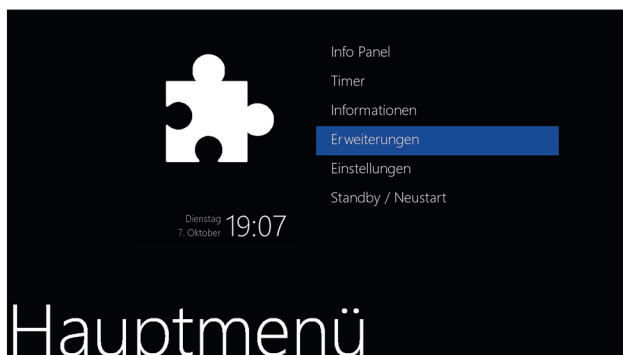 Info Panel
Timer
Informationen
Erweiterungen
Einstellungen
Standby / Neustart
Dienstag
7. Oktober
19:07
Hauptmenü